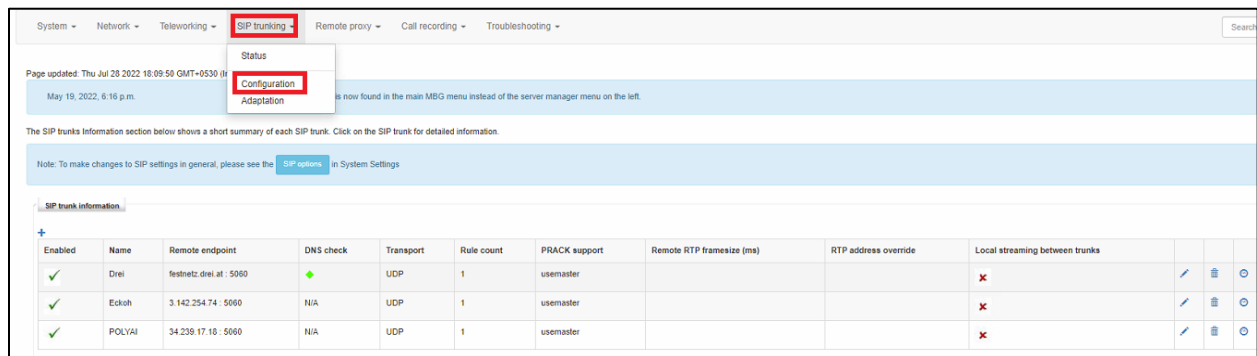 System Network Teleworking SIP trunking Remote proxy Call recording Troubleshooting Search
Status
Page updated: Thu Jul 28 2022 18:09:50 GMT+0530 (I
Configuration
May 19, 2022, 6:16 p.m. is now found in the main MBG menu instead of the server manager menu on the left.
Adaptation
The SIP trunks Information section below shows a short summary of each SIP trunk. Click on the SIP trunk for detailed information.
Note: To make changes to SIP settings in general, please see the SIP options in System Settings
SIP trunk information
+
Enabled Name Remote endpoint DNS check Transport Rule count PRACK support Remote RTP framesize (ms) RTP address override Local streaming between trunks
Drei festnetz.drei.at : 5060 UDP 1 usemaster
Eckoh 3.142.254.74 : 5060 N/A UDP 1 usemaster
POLYAI 34.239.17.18 : 5060 N/A UDP 1 usemaster